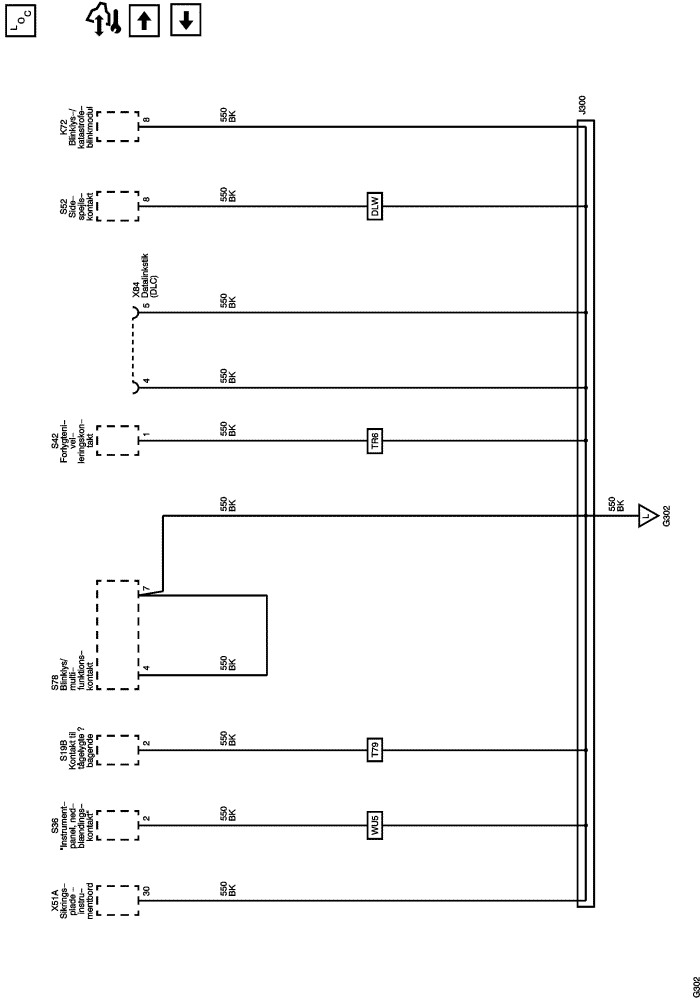 LOC
J300
K72
Blinklys–/
katastrofe–
blinkmodul
8
550
BK
S52
Side–
spejls–
kontakt
8
550
BK
DLW
X84
Datalinkstik
(DLC)
5
550
BK
4
550
BK
S42
Forlygteni–
vel–
leringskon–
takt
1
550
BK
TR6
550
BK
550
BK
L
G302
S78
Blinklys/
multi–
funktions–
kontakt
7
4
550
BK
S19B
Kontakt til
tågelygte ?
bagende
2
550
BK
T79
S36
"Instrument–
panel, ned–
blændings–
kontakt"
2
550
BK
WU5
X51A
Sikrings–
plade –
instru–
mentbord
30
550
BK
G302